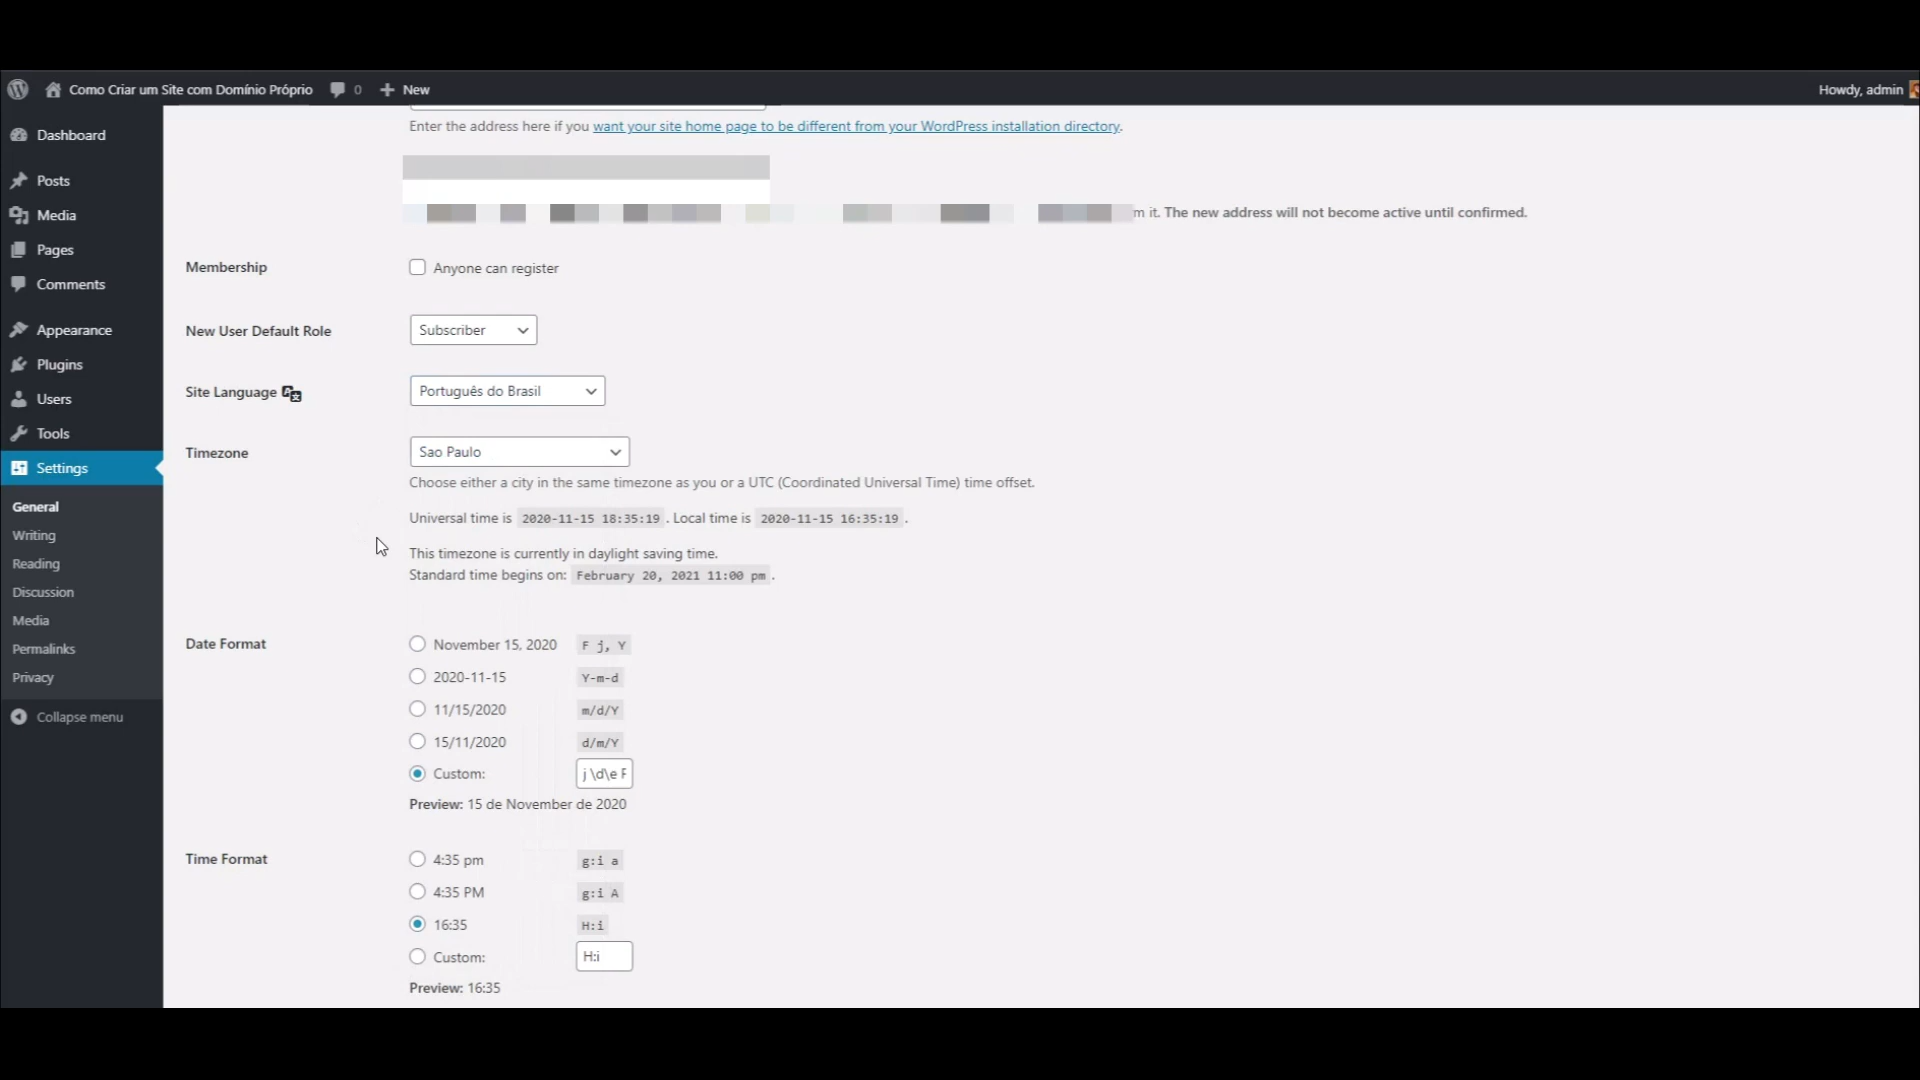 Como Criar um Site com Domínio Próprio 0 New Howdy, admin
Dashboard
Posts
Media
Pages
Comments
Appearance
Plugins
Users
Tools
Settings
General
Writing
Reading
Discussion
Media
Permalinks
Privacy
Collapse menu
Enter the address here if you want your site home page to be different from your WordPress installation directory.
m it. The new address will not become active until confirmed.
Membership Anyone can register
New User Default Role Subscriber
Site Language Português do Brasil
Timezone Sao Paulo
Choose either a city in the same timezone as you or a UTC (Coordinated Universal Time) time offset.
Universal time is 2020-11-15 18:35:19 . Local time is 2020-11-15 16:35:19 .
This timezone is currently in daylight saving time.
Standard time begins on: February 20, 2021 11:00 pm .
Date Format November 15, 2020 F j, Y
2020-11-15 Y-m-d
11/15/2020 m/d/Y
15/11/2020 d/m/Y
Custom: j \d\e F
Preview: 15 de November de 2020
Time Format 4:35 pm g:i a
4:35 PM g:i A
16:35 H:i
Custom: H:i
Preview: 16:35